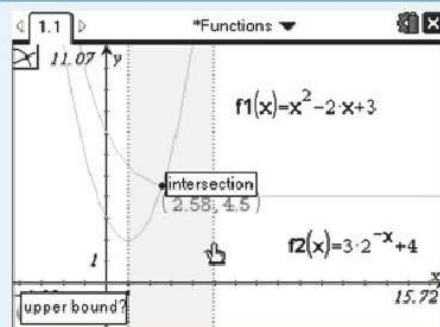 1.1 *Functions
11.07 y
f1(x)=x²-2·x+3
intersection
(2.58, 4.5)
1
f2(x)=3·2⁻ˣ+4
x
15.72
upper bound?